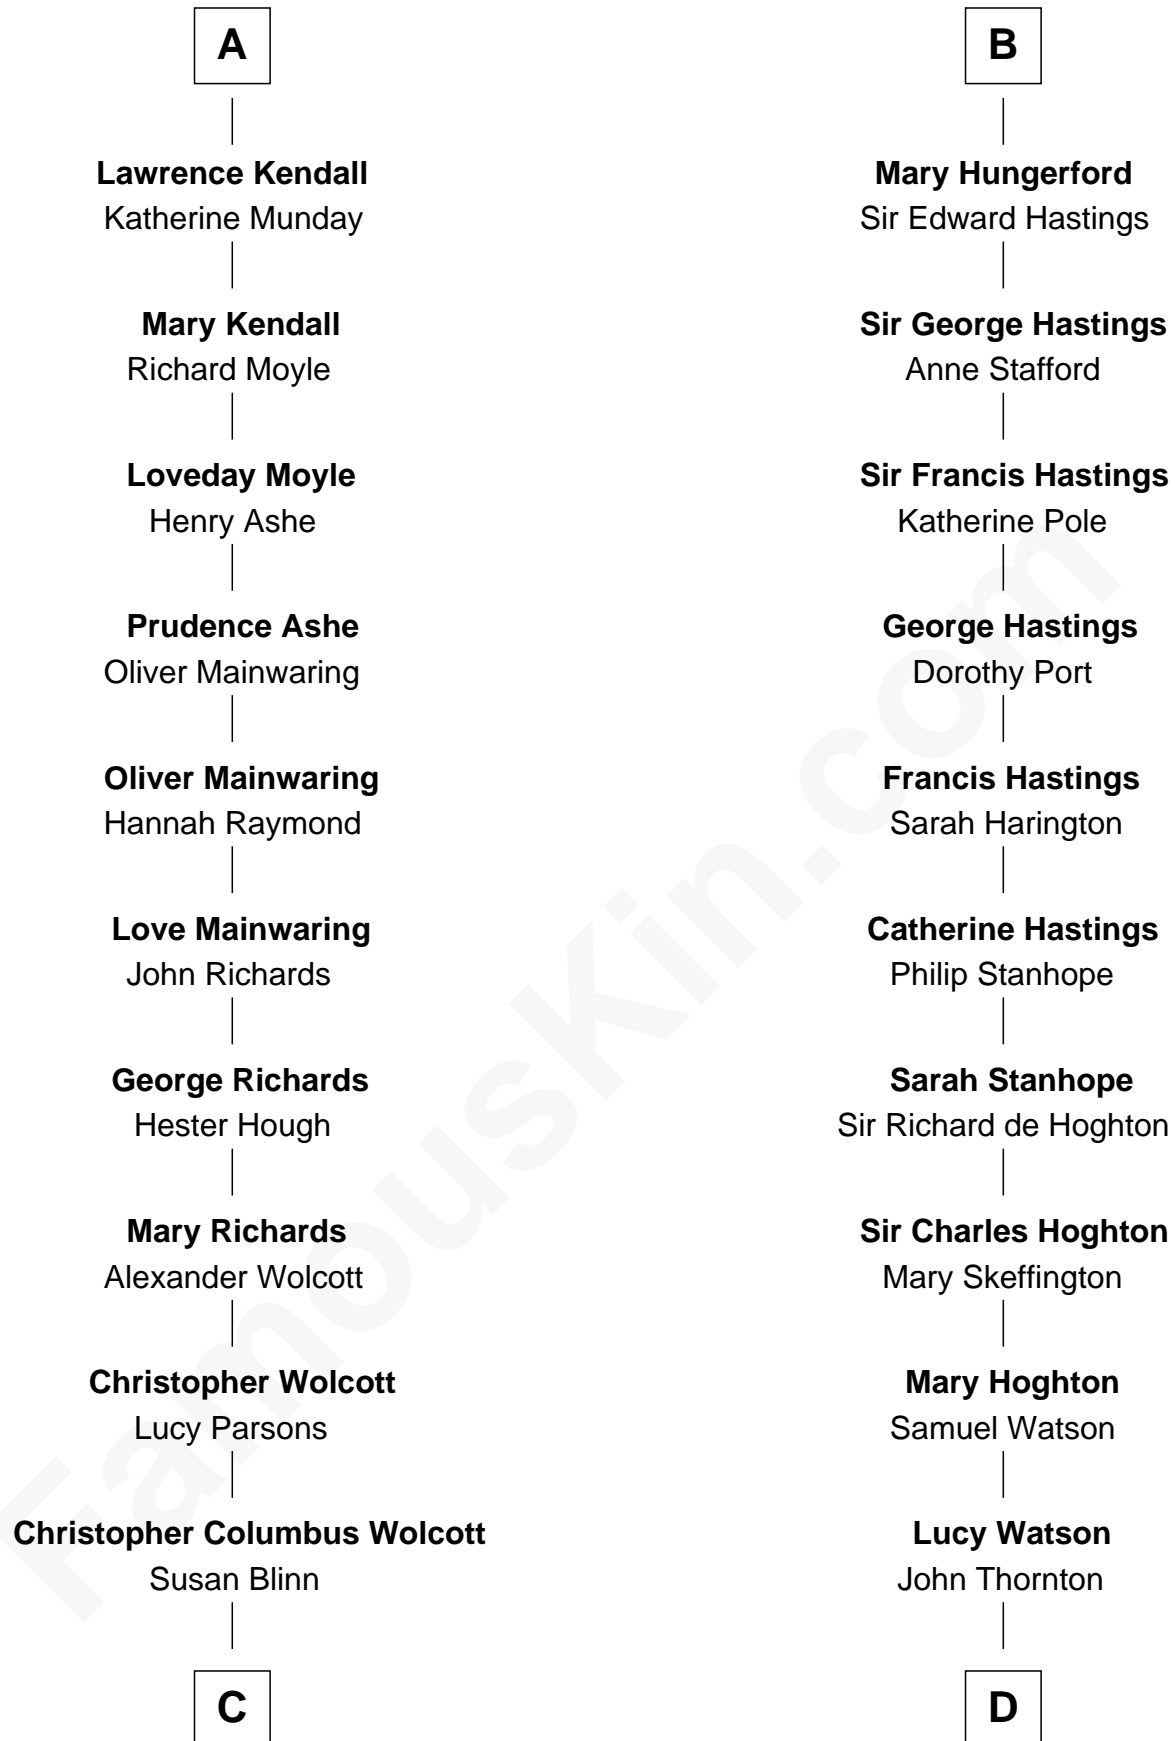 A
Lawrence Kendall
Katherine Munday
Mary Kendall
Richard Moyle
Loveday Moyle
Henry Ashe
Prudence Ashe
Oliver Mainwaring
Oliver Mainwaring
Hannah Raymond
Love Mainwaring
John Richards
George Richards
Hester Hough
Mary Richards
Alexander Wolcott
Christopher Wolcott
Lucy Parsons
Christopher Columbus Wolcott
Susan Blinn
C
B
Mary Hungerford
Sir Edward Hastings
Sir George Hastings
Anne Stafford
Sir Francis Hastings
Katherine Pole
George Hastings
Dorothy Port
Francis Hastings
Sarah Harington
Catherine Hastings
Philip Stanhope
Sarah Stanhope
Sir Richard de Hoghton
Sir Charles Hoghton
Mary Skeffington
Mary Hoghton
Samuel Watson
Lucy Watson
John Thornton
D
FamousKin.com